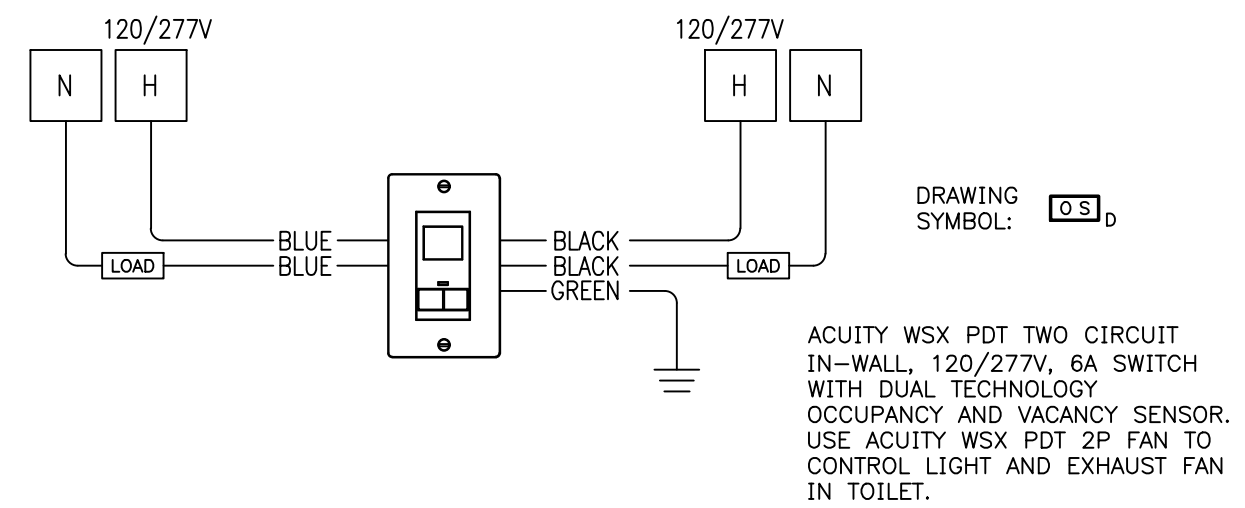 120/277V
120/277V
N
H
H
N
BLUE
BLACK
LOAD
BLUE
BLACK
LOAD
GREEN
DRAWING
SYMBOL:
OS
D
ACUITY WSX PDT TWO CIRCUIT
IN-WALL, 120/277V, 6A SWITCH
WITH DUAL TECHNOLOGY
OCCUPANCY AND VACANCY SENSOR.
USE ACUITY WSX PDT 2P FAN TO
CONTROL LIGHT AND EXHAUST FAN
IN TOILET.